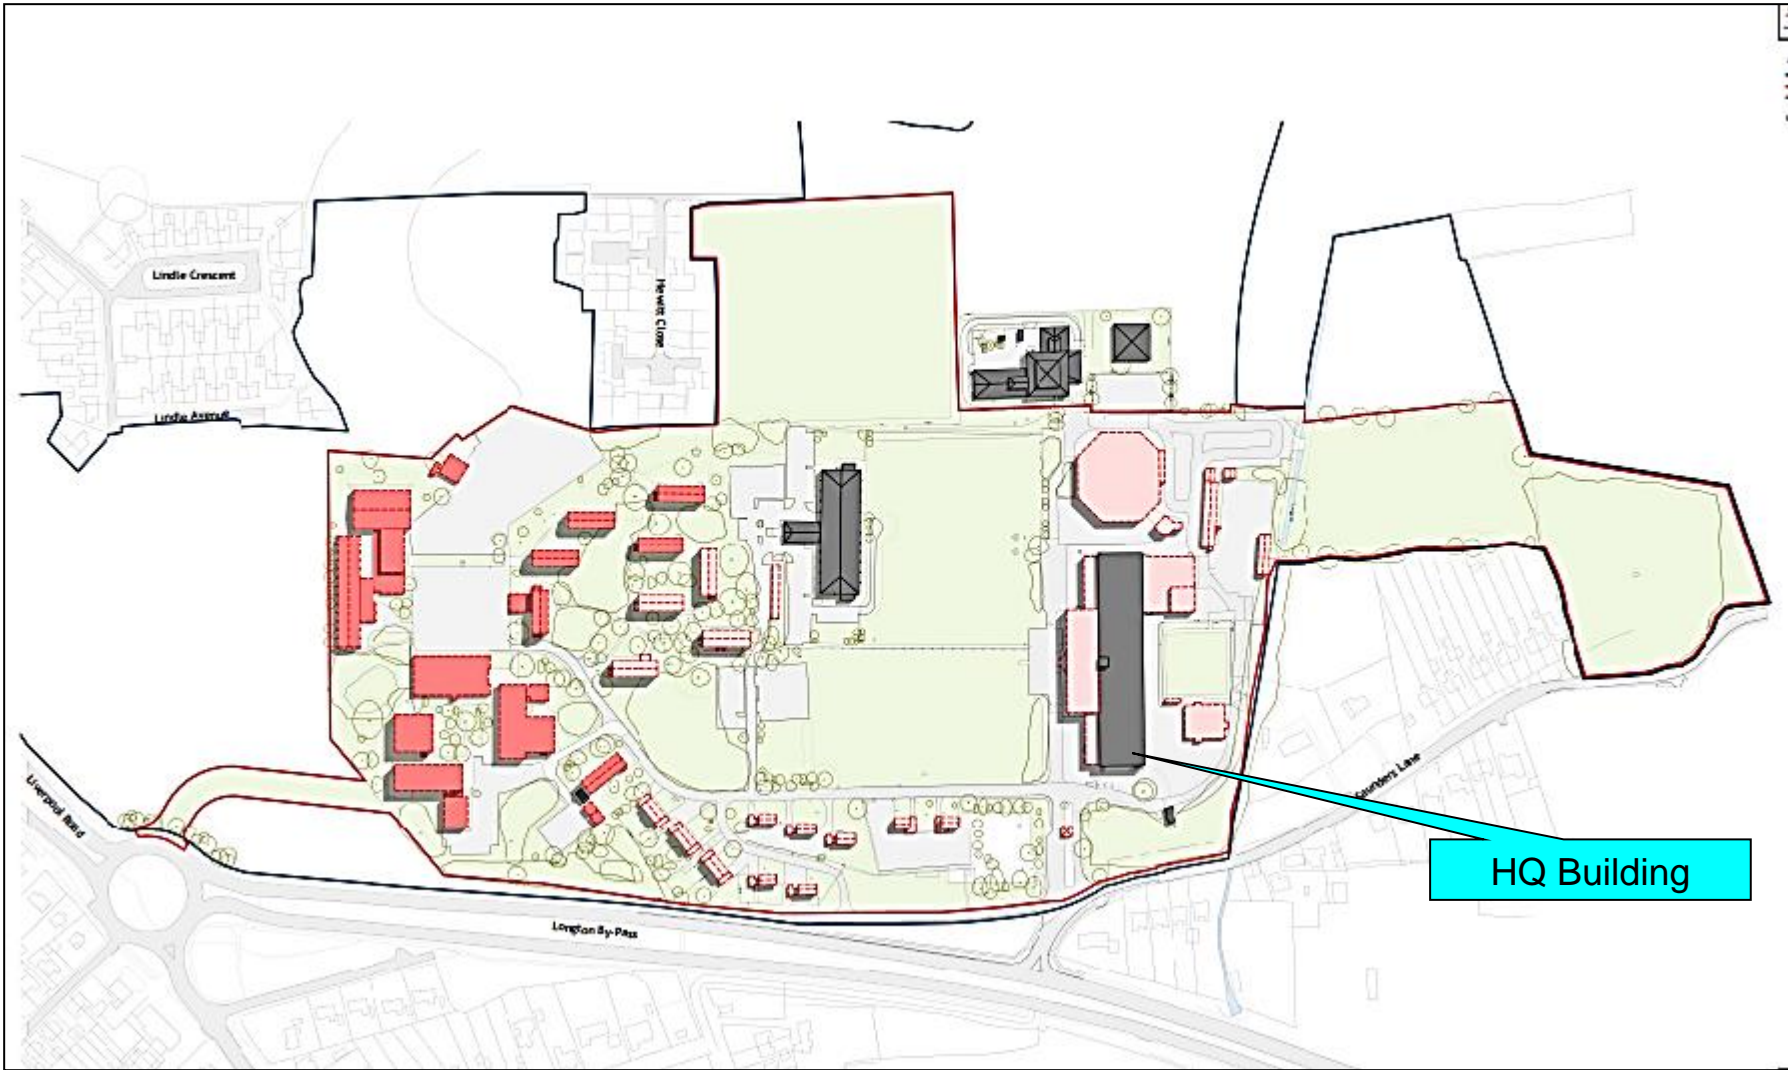 Lindle Crescent
Hewitt Close
Lindle Avenue
Liverpool Road
Saunders Lane
HQ Building
Longton By-Pass